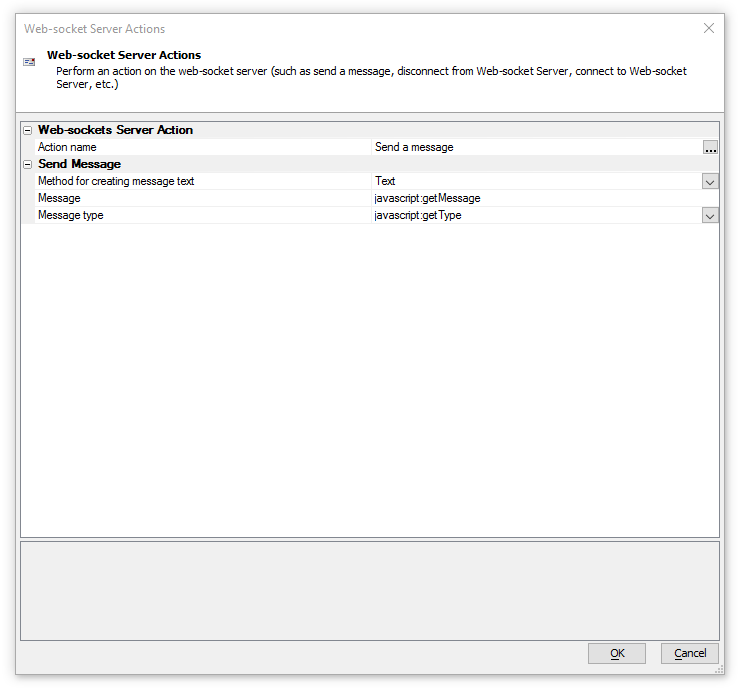 Web-socket Server Actions
Web-socket Server Actions
Perform an action on the web-socket server (such as send a message, disconnect from Web-socket Server, connect to Web-socket
Server, etc.)
Web-sockets Server Action
Action name Send a message ...
Send Message
Method for creating message text Text
Message javascript:getMessage
Message type javascript:getType
OK Cancel